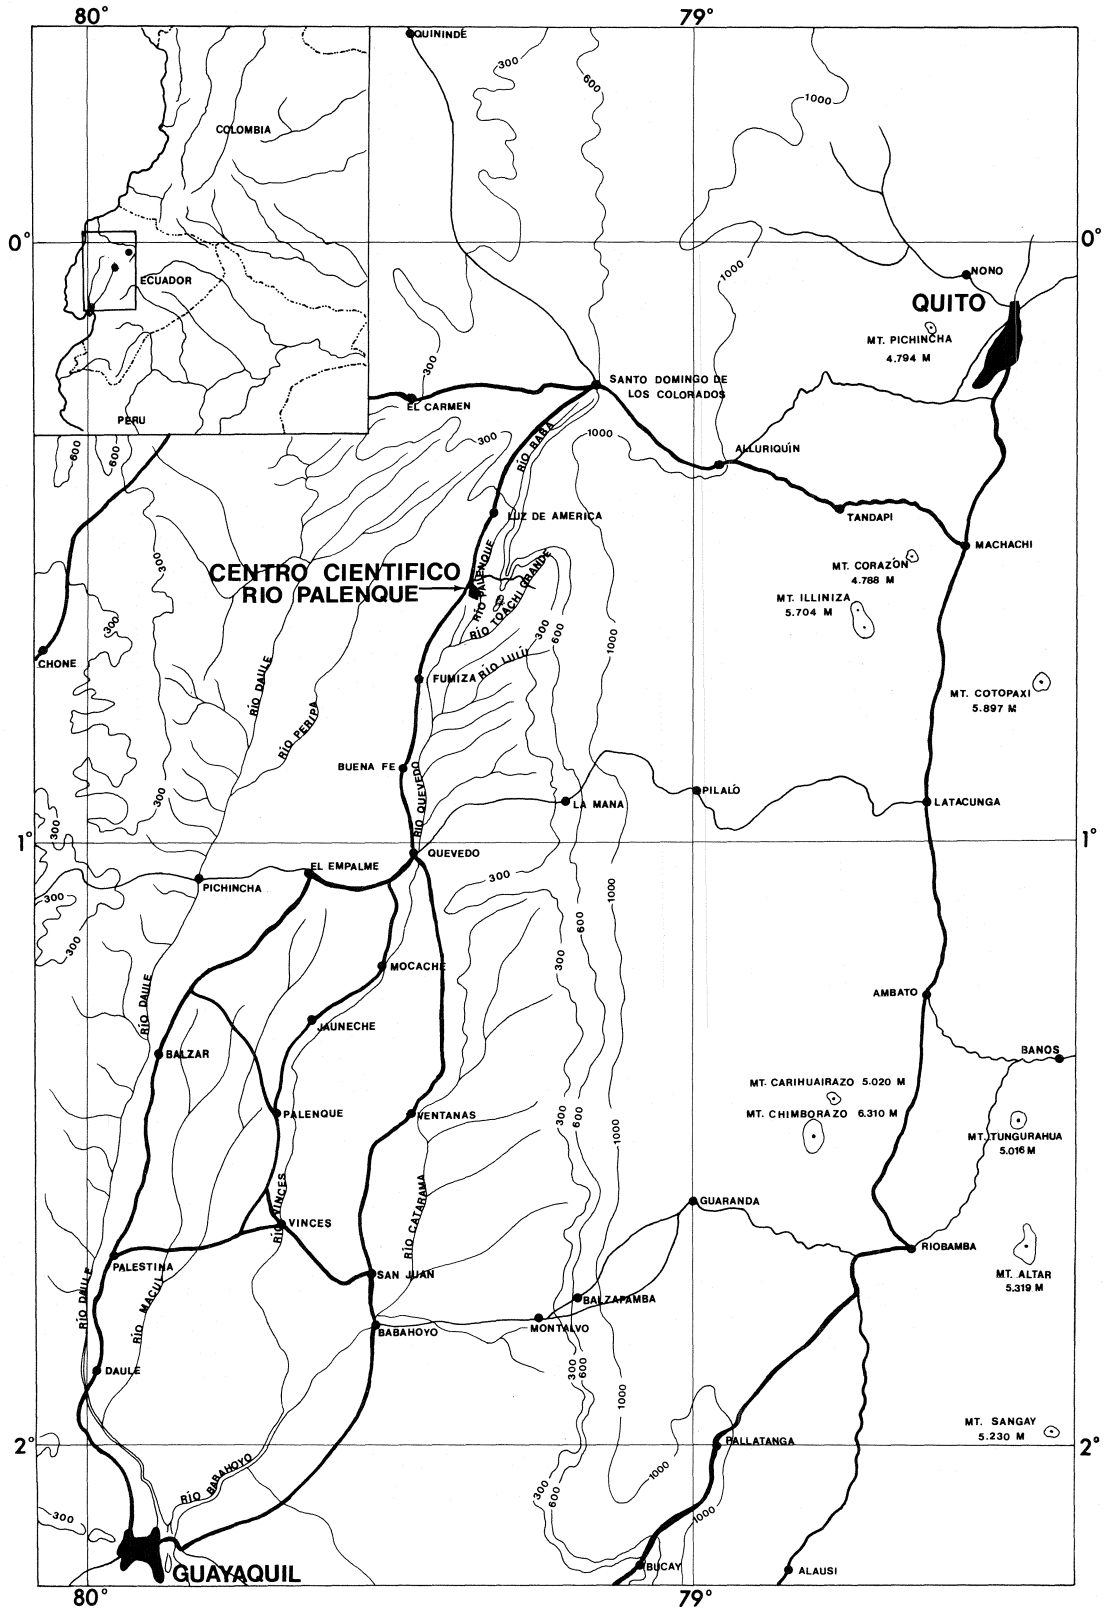 80°
79°
QUININDÉ
300
600
1000
COLOMBIA
0°
0°
ECUADOR
NONO
QUITO
1000
MT. PICHINCHA
4.794 M
300
SANTO DOMINGO DE
LOS COLORADOS
EL CARMEN
PERU
600
600
300
RÍO BABA
1000
ALLURIQUÍN
LUZ DE AMERICA
TANDAPI
MACHACHI
300
CENTRO CIENTIFICO
RIO PALENQUE
RÍO PALENQUE
RÍO TOACHI GRANDE
MT. CORAZÓN
4.788 M
MT. ILLINIZA
5.704 M
300
300
600
1000
CHONE
RÍO DAULE
RÍO LULÚ
FUMIZA
MT. COTOPAXI
5.897 M
RÍO PERIPA
BUENA FE
RÍO QUEVEDO
300
LA MANA
PILALÓ
LATACUNGA
300
1°
1°
QUEVEDO
EL EMPALME
PICHINCHA
300
300
1000
300
600
300
MOCACHE
AMBATO
RÍO DAULE
JAUNECHE
BALZAR
BANOS
MT. CARIHUAIRAZO 5.020 M
MT. CHIMBORAZO 6.310 M
PALENQUE
VENTANAS
300
600
1000
MT. TUNGURAHUA
5.016 M
RÍO VINCES
RÍO CATARAMA
GUARANDA
VINCES
RIOBAMBA
PALESTINA
SAN JUAN
MT. ALTAR
5.319 M
RÍO DAULE
RÍO MACUL
BALZAPAMBA
BABAHOYO
MONTALVO
DAULE
300
600
1000
MT. SANGAY
5.230 M
2°
2°
PALLATANGA
RÍO BABAHOYO
1000
300
600
300
1000
GUAYAQUIL
BUCAY
ALAUSI
80°
79°